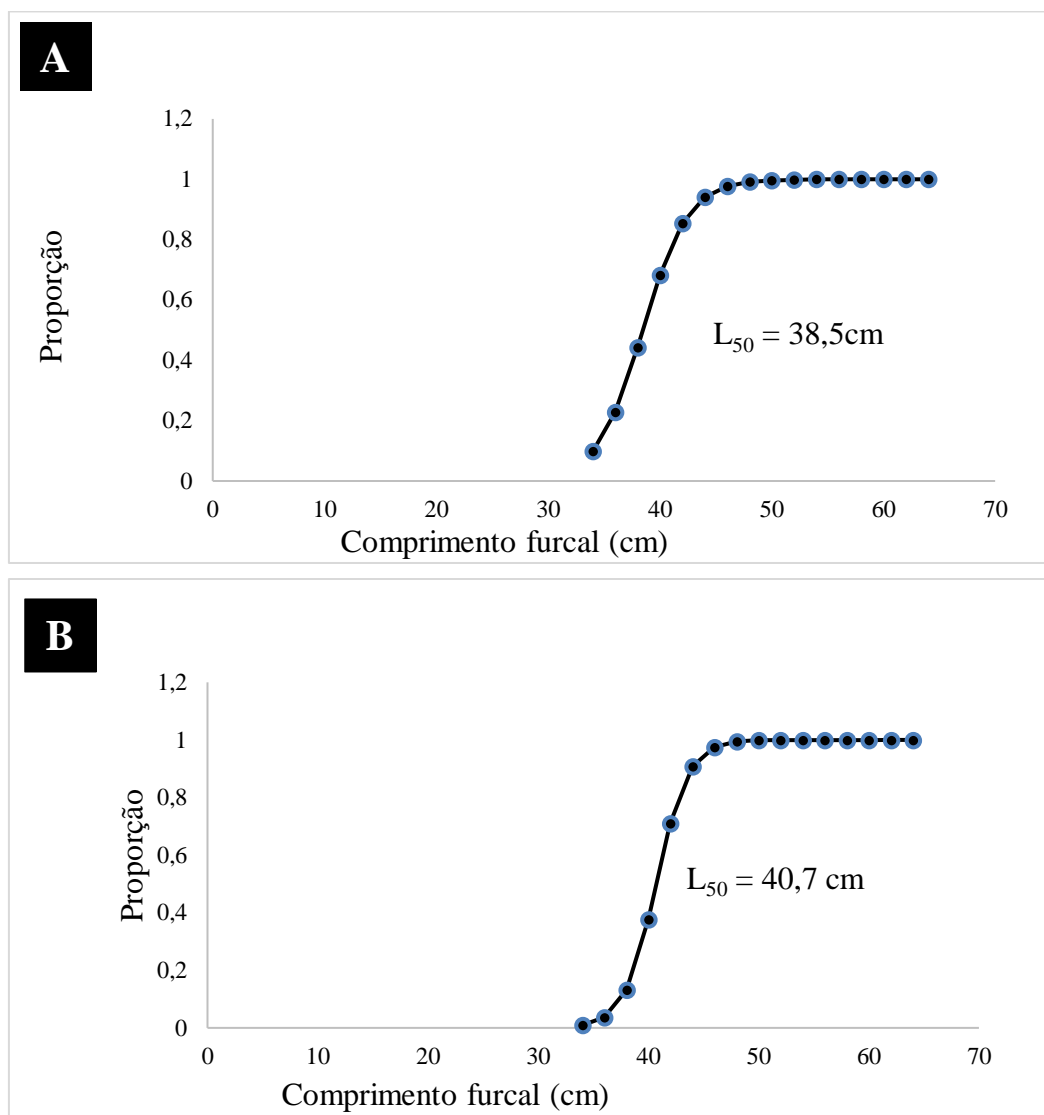 A
1,2
1
0,8
0,6
0,4
0,2
0
Proporção
L₅₀ = 38,5cm
0 10 20 30 40 50 60 70
Comprimento furcal (cm)
B
1,2
1
0,8
0,6
0,4
0,2
0
Proporção
L₅₀ = 40,7 cm
0 10 20 30 40 50 60 70
Comprimento furcal (cm)